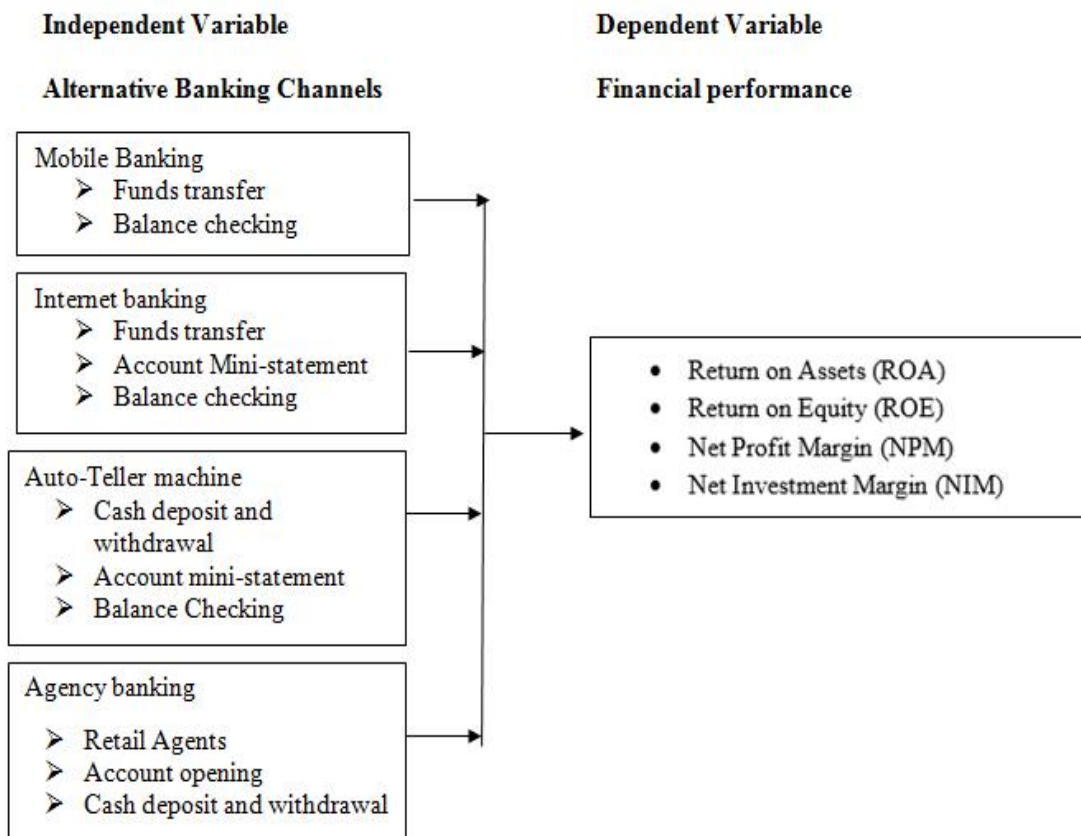 Independent Variable
Dependent Variable
Alternative Banking Channels
Financial performance
Mobile Banking
➤ Funds transfer
➤ Balance checking
Internet banking
➤ Funds transfer
➤ Account Mini-statement
➤ Balance checking
Auto-Teller machine
➤ Cash deposit and
withdrawal
➤ Account mini-statement
➤ Balance Checking
Agency banking
➤ Retail Agents
➤ Account opening
➤ Cash deposit and withdrawal
• Return on Assets (ROA)
• Return on Equity (ROE)
• Net Profit Margin (NPM)
• Net Investment Margin (NIM)